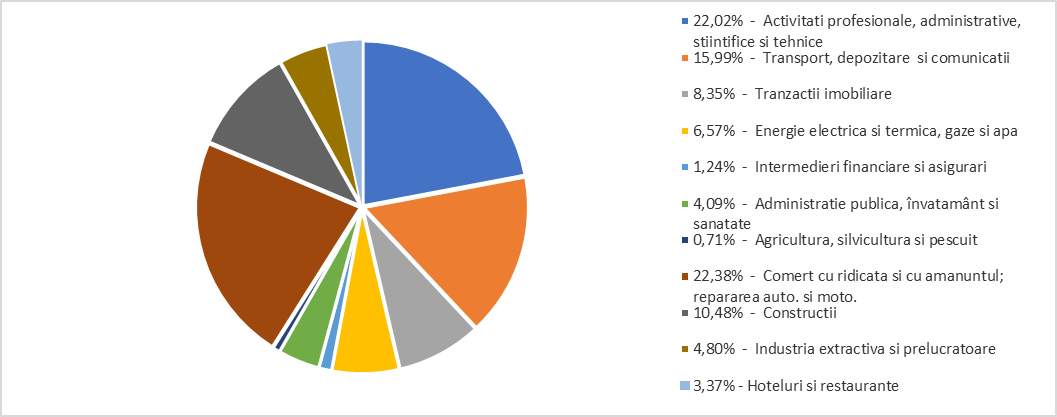 22,02% - Activitati profesionale, administrative,
stiintifice si tehnice
15,99% - Transport, depozitare si comunicatii
8,35% - Tranzactii imobiliare
6,57% - Energie electrica si termica, gaze si apa
1,24% - Intermedieri financiare si asigurari
4,09% - Administratie publica, învatamânt si
sanatate
0,71% - Agricultura, silvicultura si pescuit
22,38% - Comert cu ridicata si cu amanuntul;
repararea auto. si moto.
10,48% - Constructii
4,80% - Industria extractiva si prelucratoare
3,37% - Hoteluri si restaurante